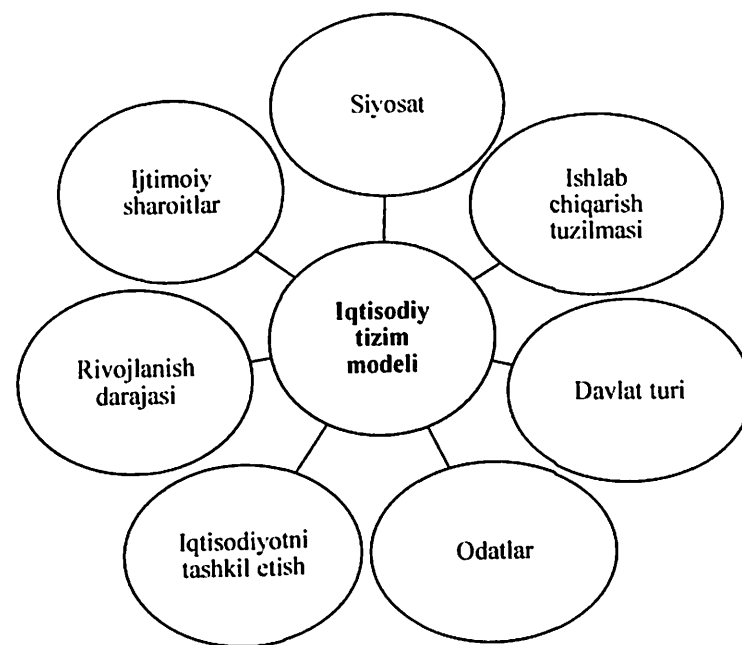 Siyosat
Ishlab
chiqarish
tuzilmasi
Davlat turi
Odatlar
Iqtisodiyotni
tashkil etish
Rivojlanish
darajasi
Ijtimoiy
sharoitlar
Iqtisodiy
tizim
modeli